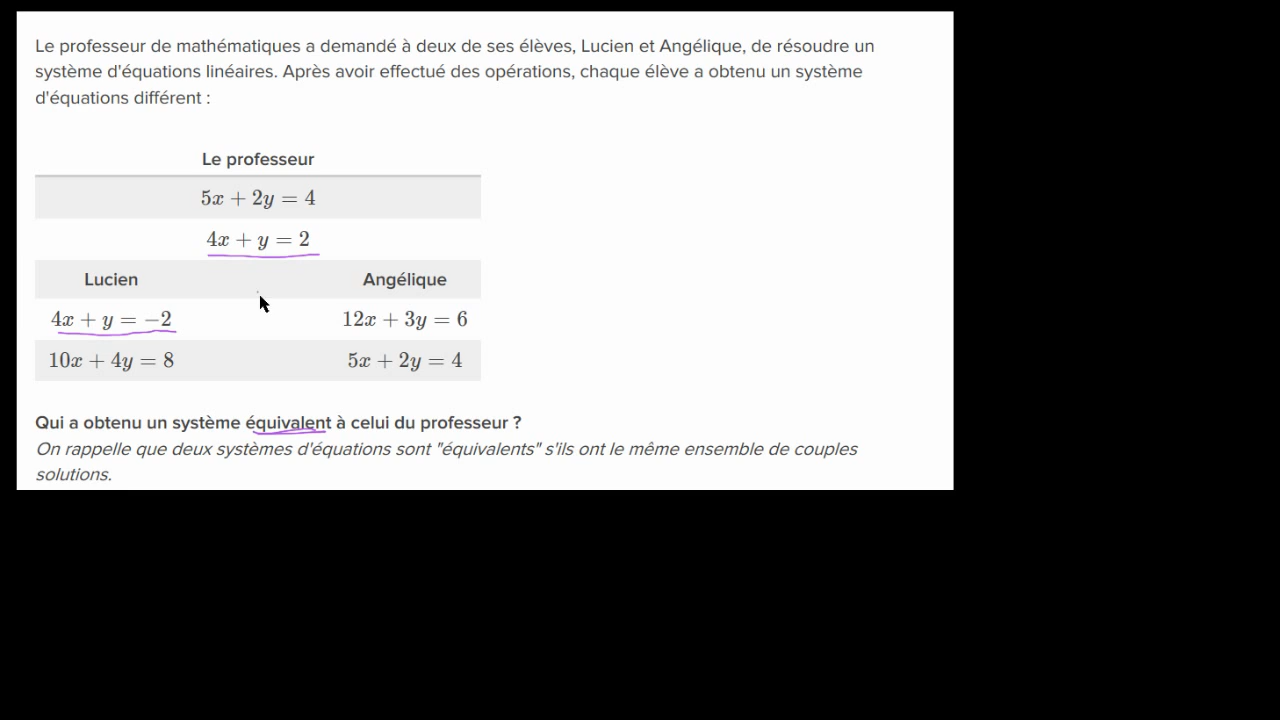 Le professeur de mathématiques a demandé à deux de ses élèves, Lucien et Angélique, de résoudre un
système d'équations linéaires. Après avoir effectué des opérations, chaque élève a obtenu un système
d'équations différent :
Le professeur
5x + 2y = 4
4x + y = 2
Lucien Angélique
4x + y = −2 12x + 3y = 6
10x + 4y = 8 5x + 2y = 4
Qui a obtenu un système équivalent à celui du professeur ?
On rappelle que deux systèmes d'équations sont "équivalents" s'ils ont le même ensemble de couples
solutions.